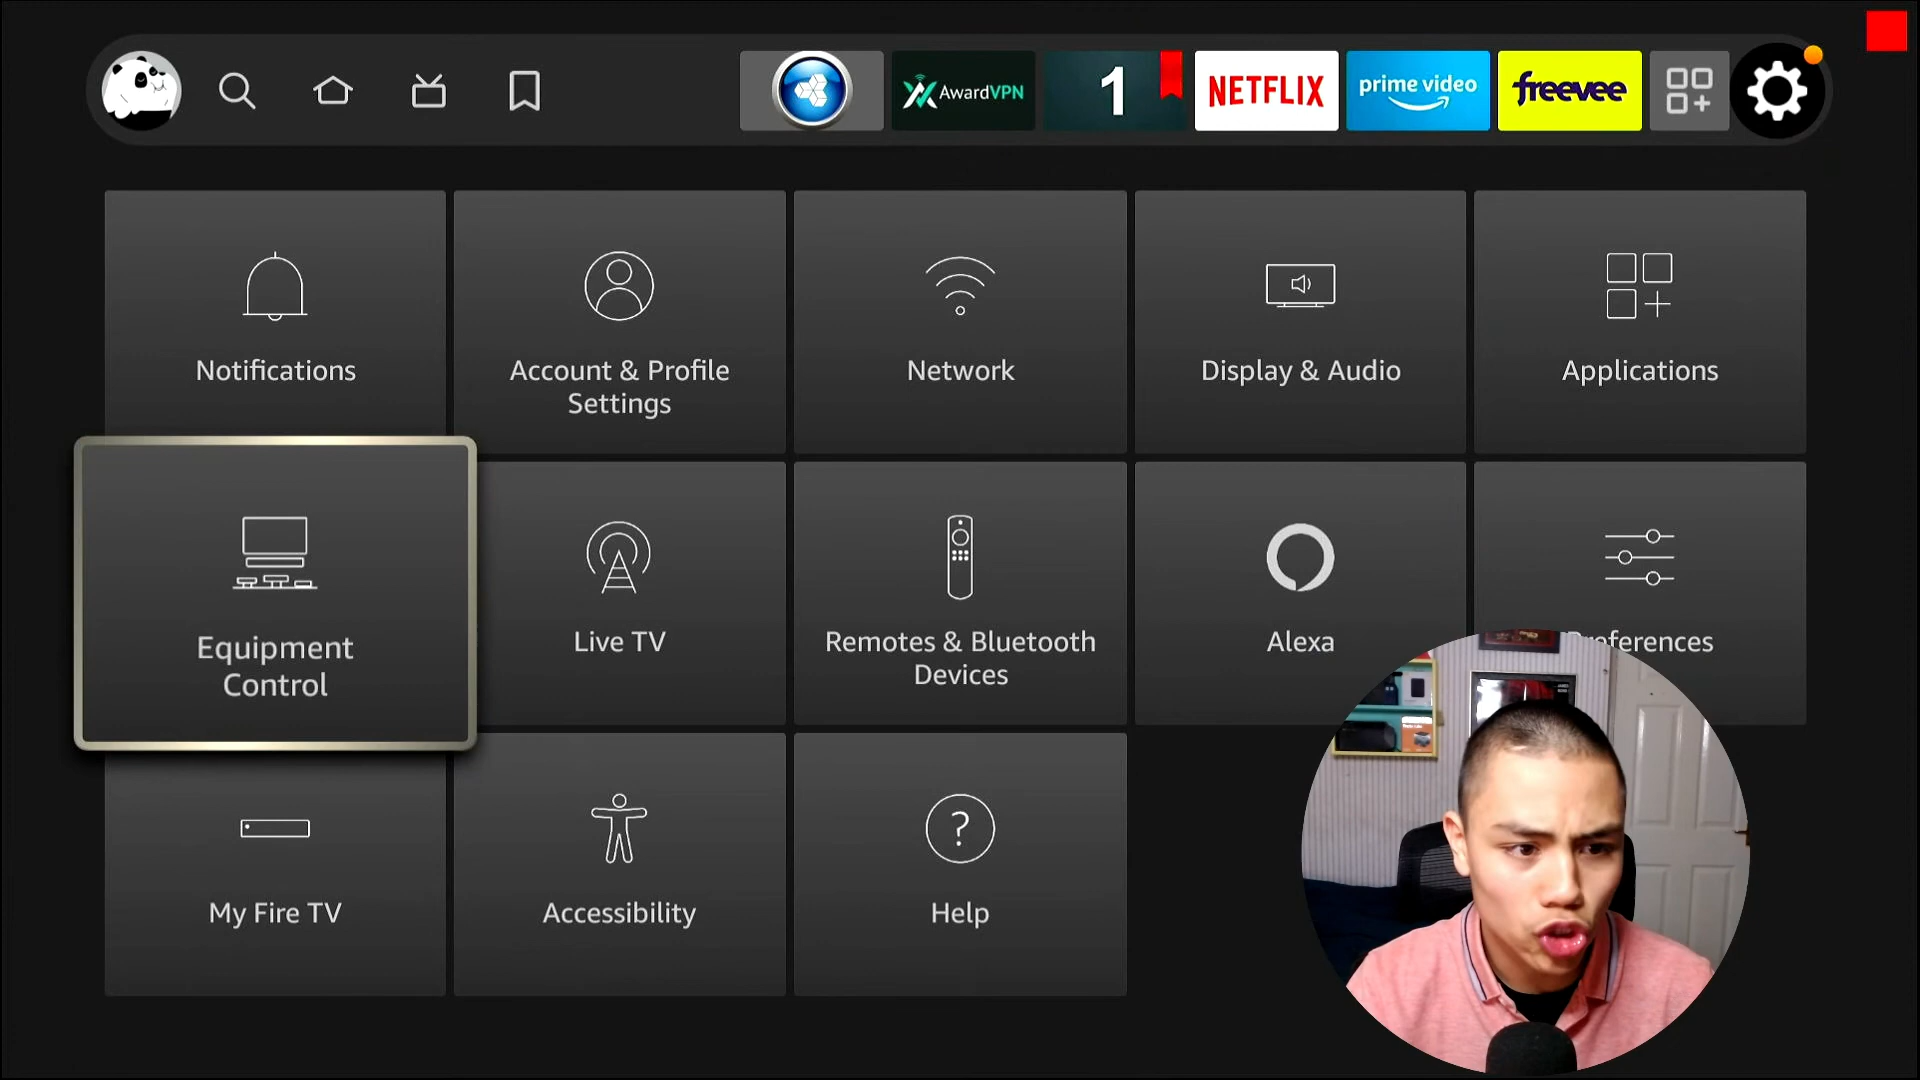 AwardVPN
1
NETFLIX
prime video
freevee
Notifications
Account & Profile
Settings
Network
Display & Audio
Applications
Equipment
Control
Live TV
Remotes & Bluetooth
Devices
Alexa
Preferences
My Fire TV
Accessibility
Help